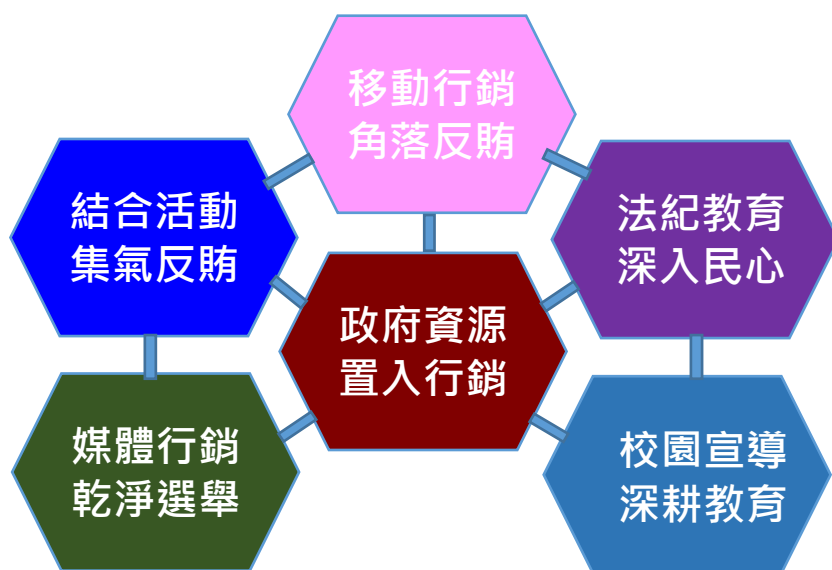 移動行銷
角落反賄
結合活動
集氣反賄
法紀教育
深入民心
政府資源
置入行銷
媒體行銷
乾淨選舉
校園宣導
深耕教育